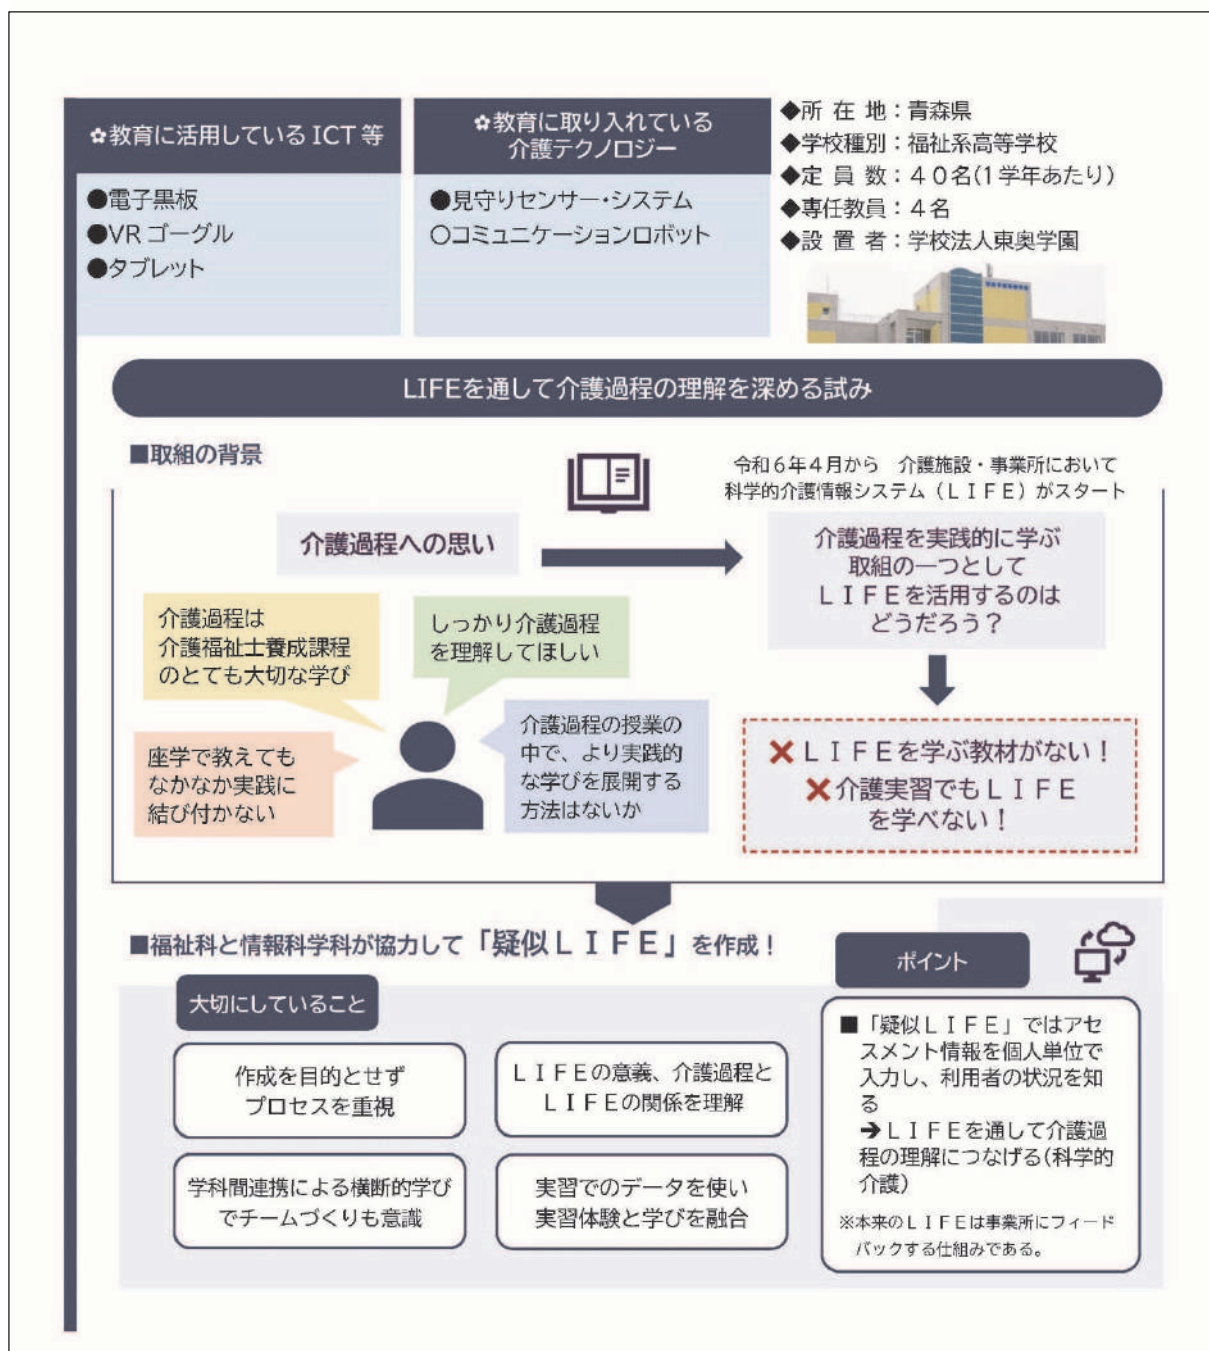 ✿教育に活用しているICT等
●電子黒板
●VRゴーグル
●タブレット
✿教育に取り入れている
介護テクノロジー
●見守りセンサー・システム
○コミュニケーションロボット
◆所在地：青森県
◆学校種別：福祉系高等学校
◆定員数：４０名(1学年あたり)
◆専任教員：４名
◆設置者：学校法人東奥学園
LIFEを通して介護過程の理解を深める試み
■取組の背景
介護過程への思い
介護過程は
介護福祉士養成課程
のとても大切な学び
しっかり介護過程
を理解してほしい
座学で教えても
なかなか実践に
結び付かない
介護過程の授業の
中で、より実践的
な学びを展開する
方法はないか
令和６年４月から　介護施設・事業所において
科学的介護情報システム（ＬＩＦＥ）がスタート
介護過程を実践的に学ぶ
取組の一つとして
ＬＩＦＥを活用するのは
どうだろう？
❌ＬＩＦＥを学ぶ教材がない！
❌介護実習でもＬＩＦＥ
を学べない！
■福祉科と情報科学科が協力して「疑似ＬＩＦＥ」を作成！
大切にしていること
作成を目的とせず
プロセスを重視
ＬＩＦＥの意義、介護過程と
ＬＩＦＥの関係を理解
学科間連携による横断的学び
でチームづくりも意識
実習でのデータを使い
実習体験と学びを融合
ポイント
■「疑似ＬＩＦＥ」ではアセ
スメント情報を個人単位で
入力し、利用者の状況を知
る
➔ＬＩＦＥを通して介護過
程の理解につなげる(科学的
介護)
※本来のＬＩＦＥは事業所にフィード
バックする仕組みである。